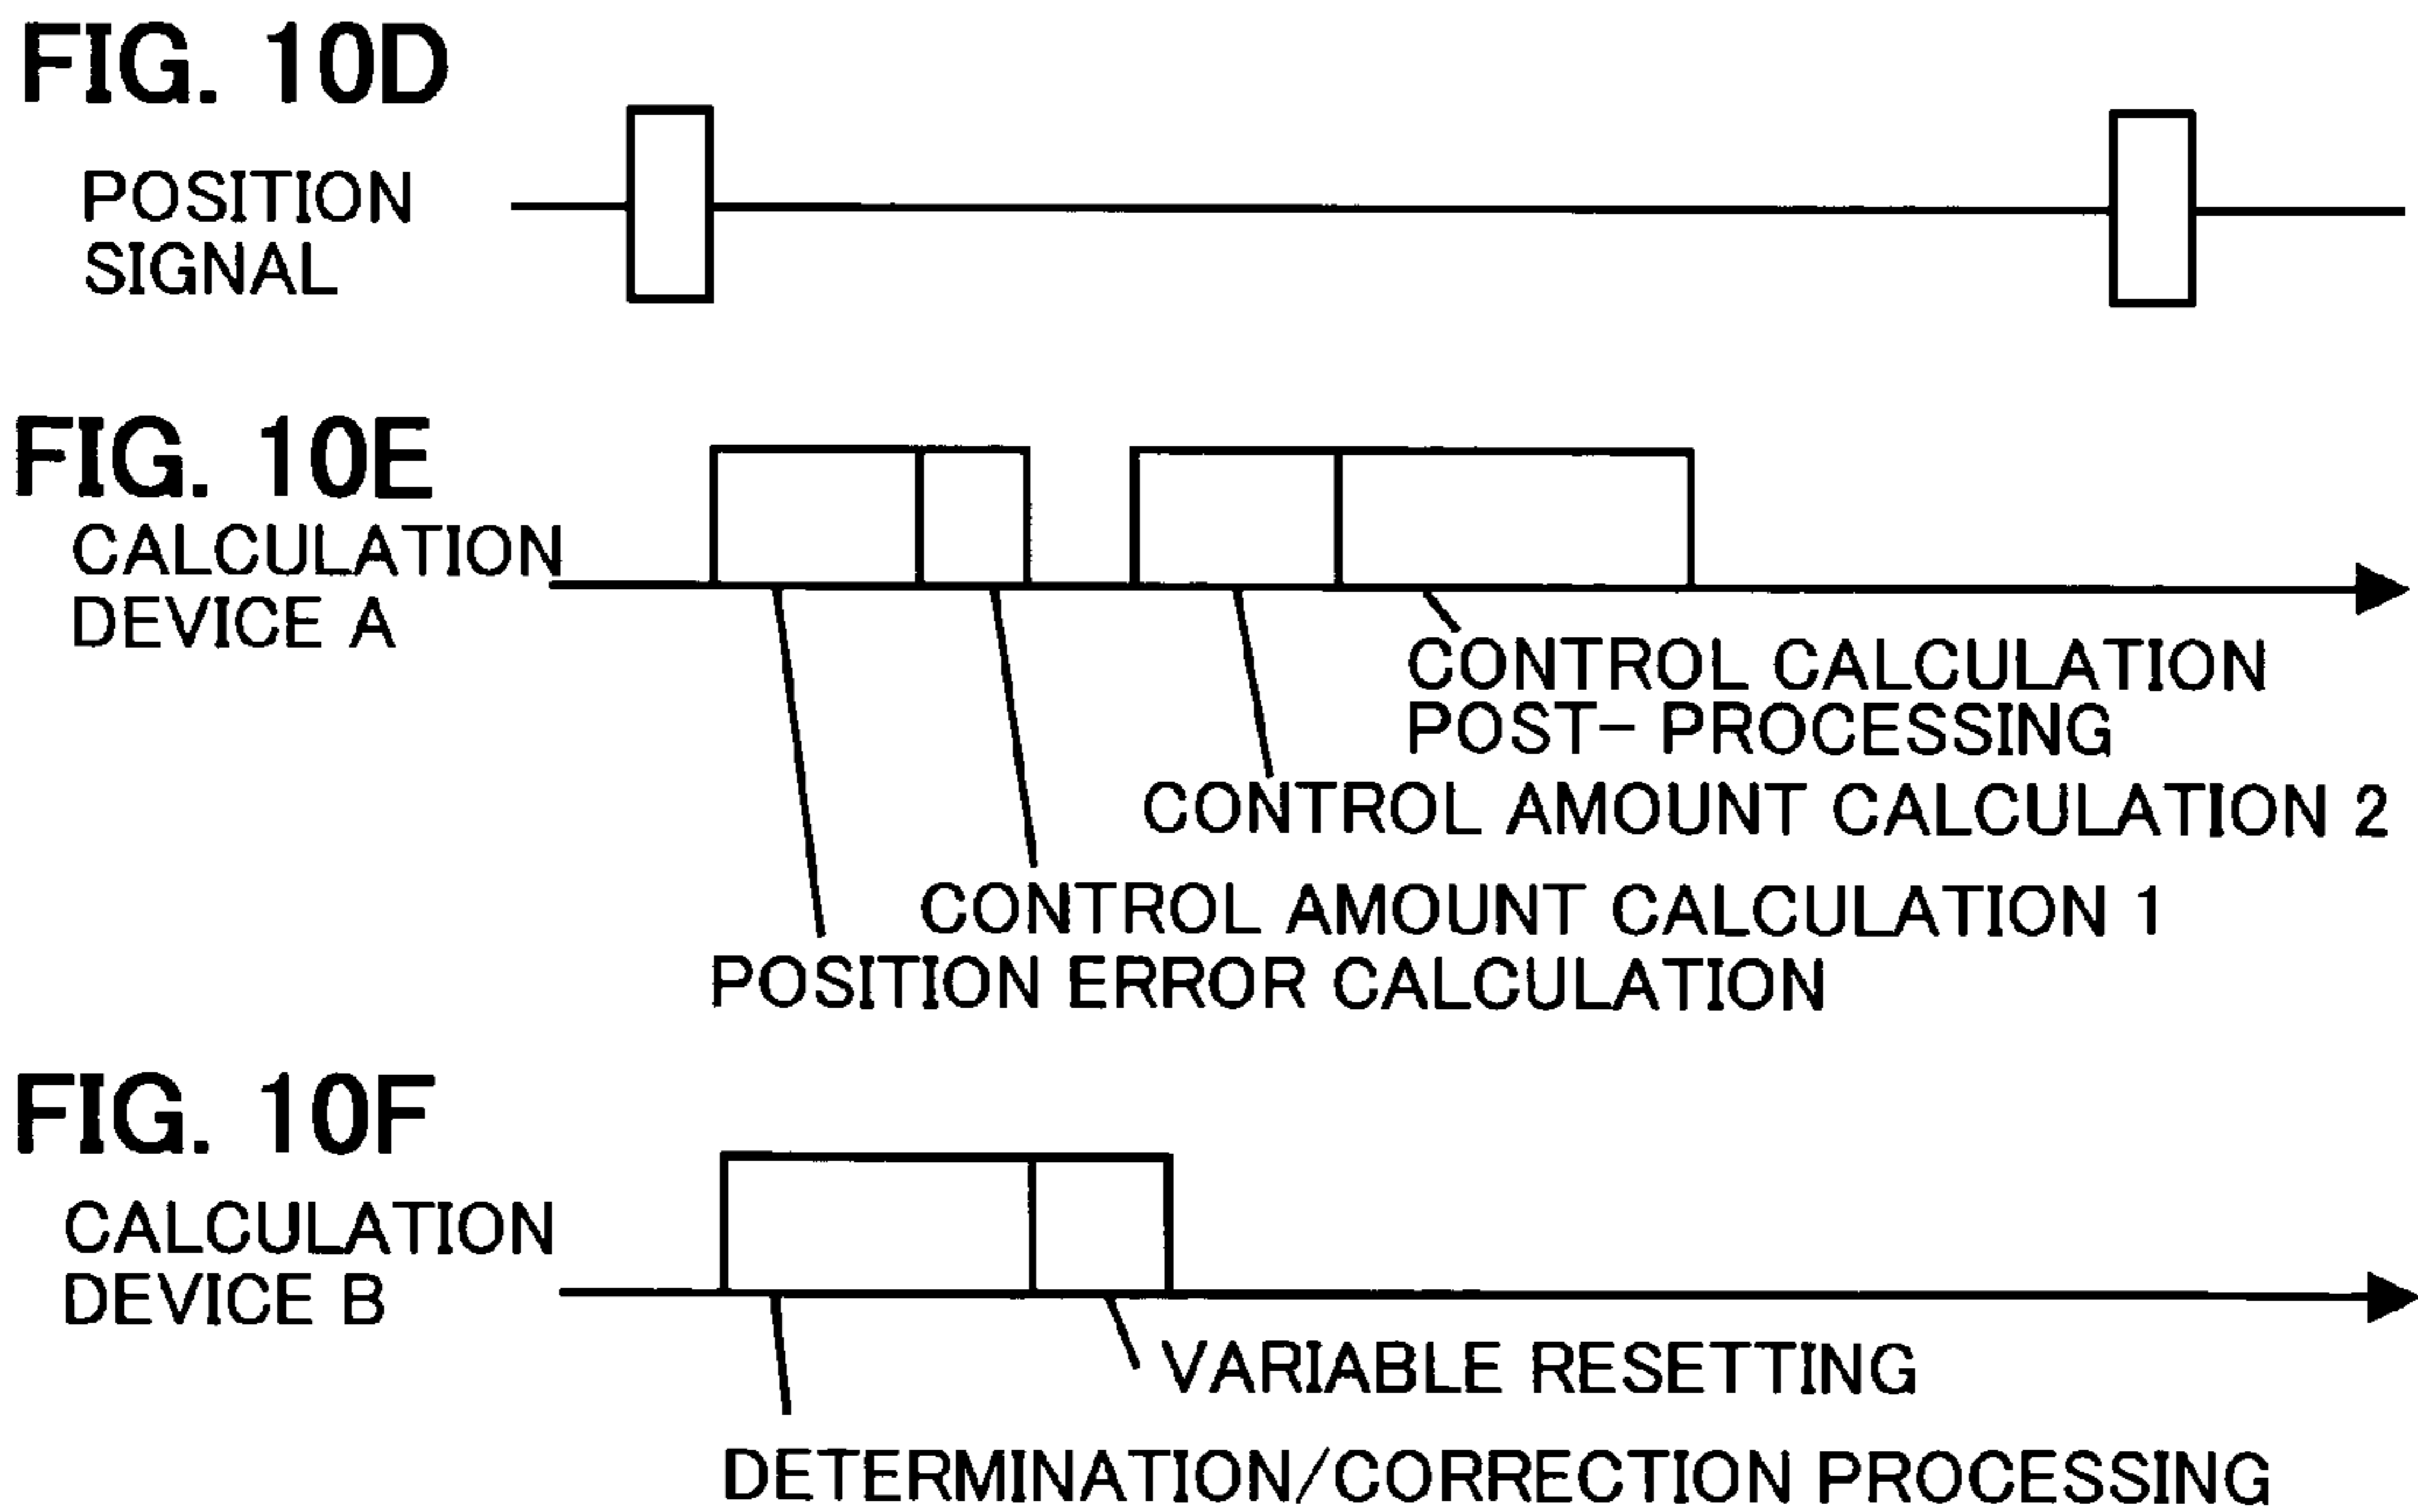 FIG. 10D
POSITION
SIGNAL
FIG. 10E
CALCULATION
DEVICE A
CONTROL CALCULATION
POST- PROCESSING
CONTROL AMOUNT CALCULATION 2
CONTROL AMOUNT CALCULATION 1
POSITION ERROR CALCULATION
FIG. 10F
CALCULATION
DEVICE B
VARIABLE RESETTING
DETERMINATION/CORRECTION PROCESSING